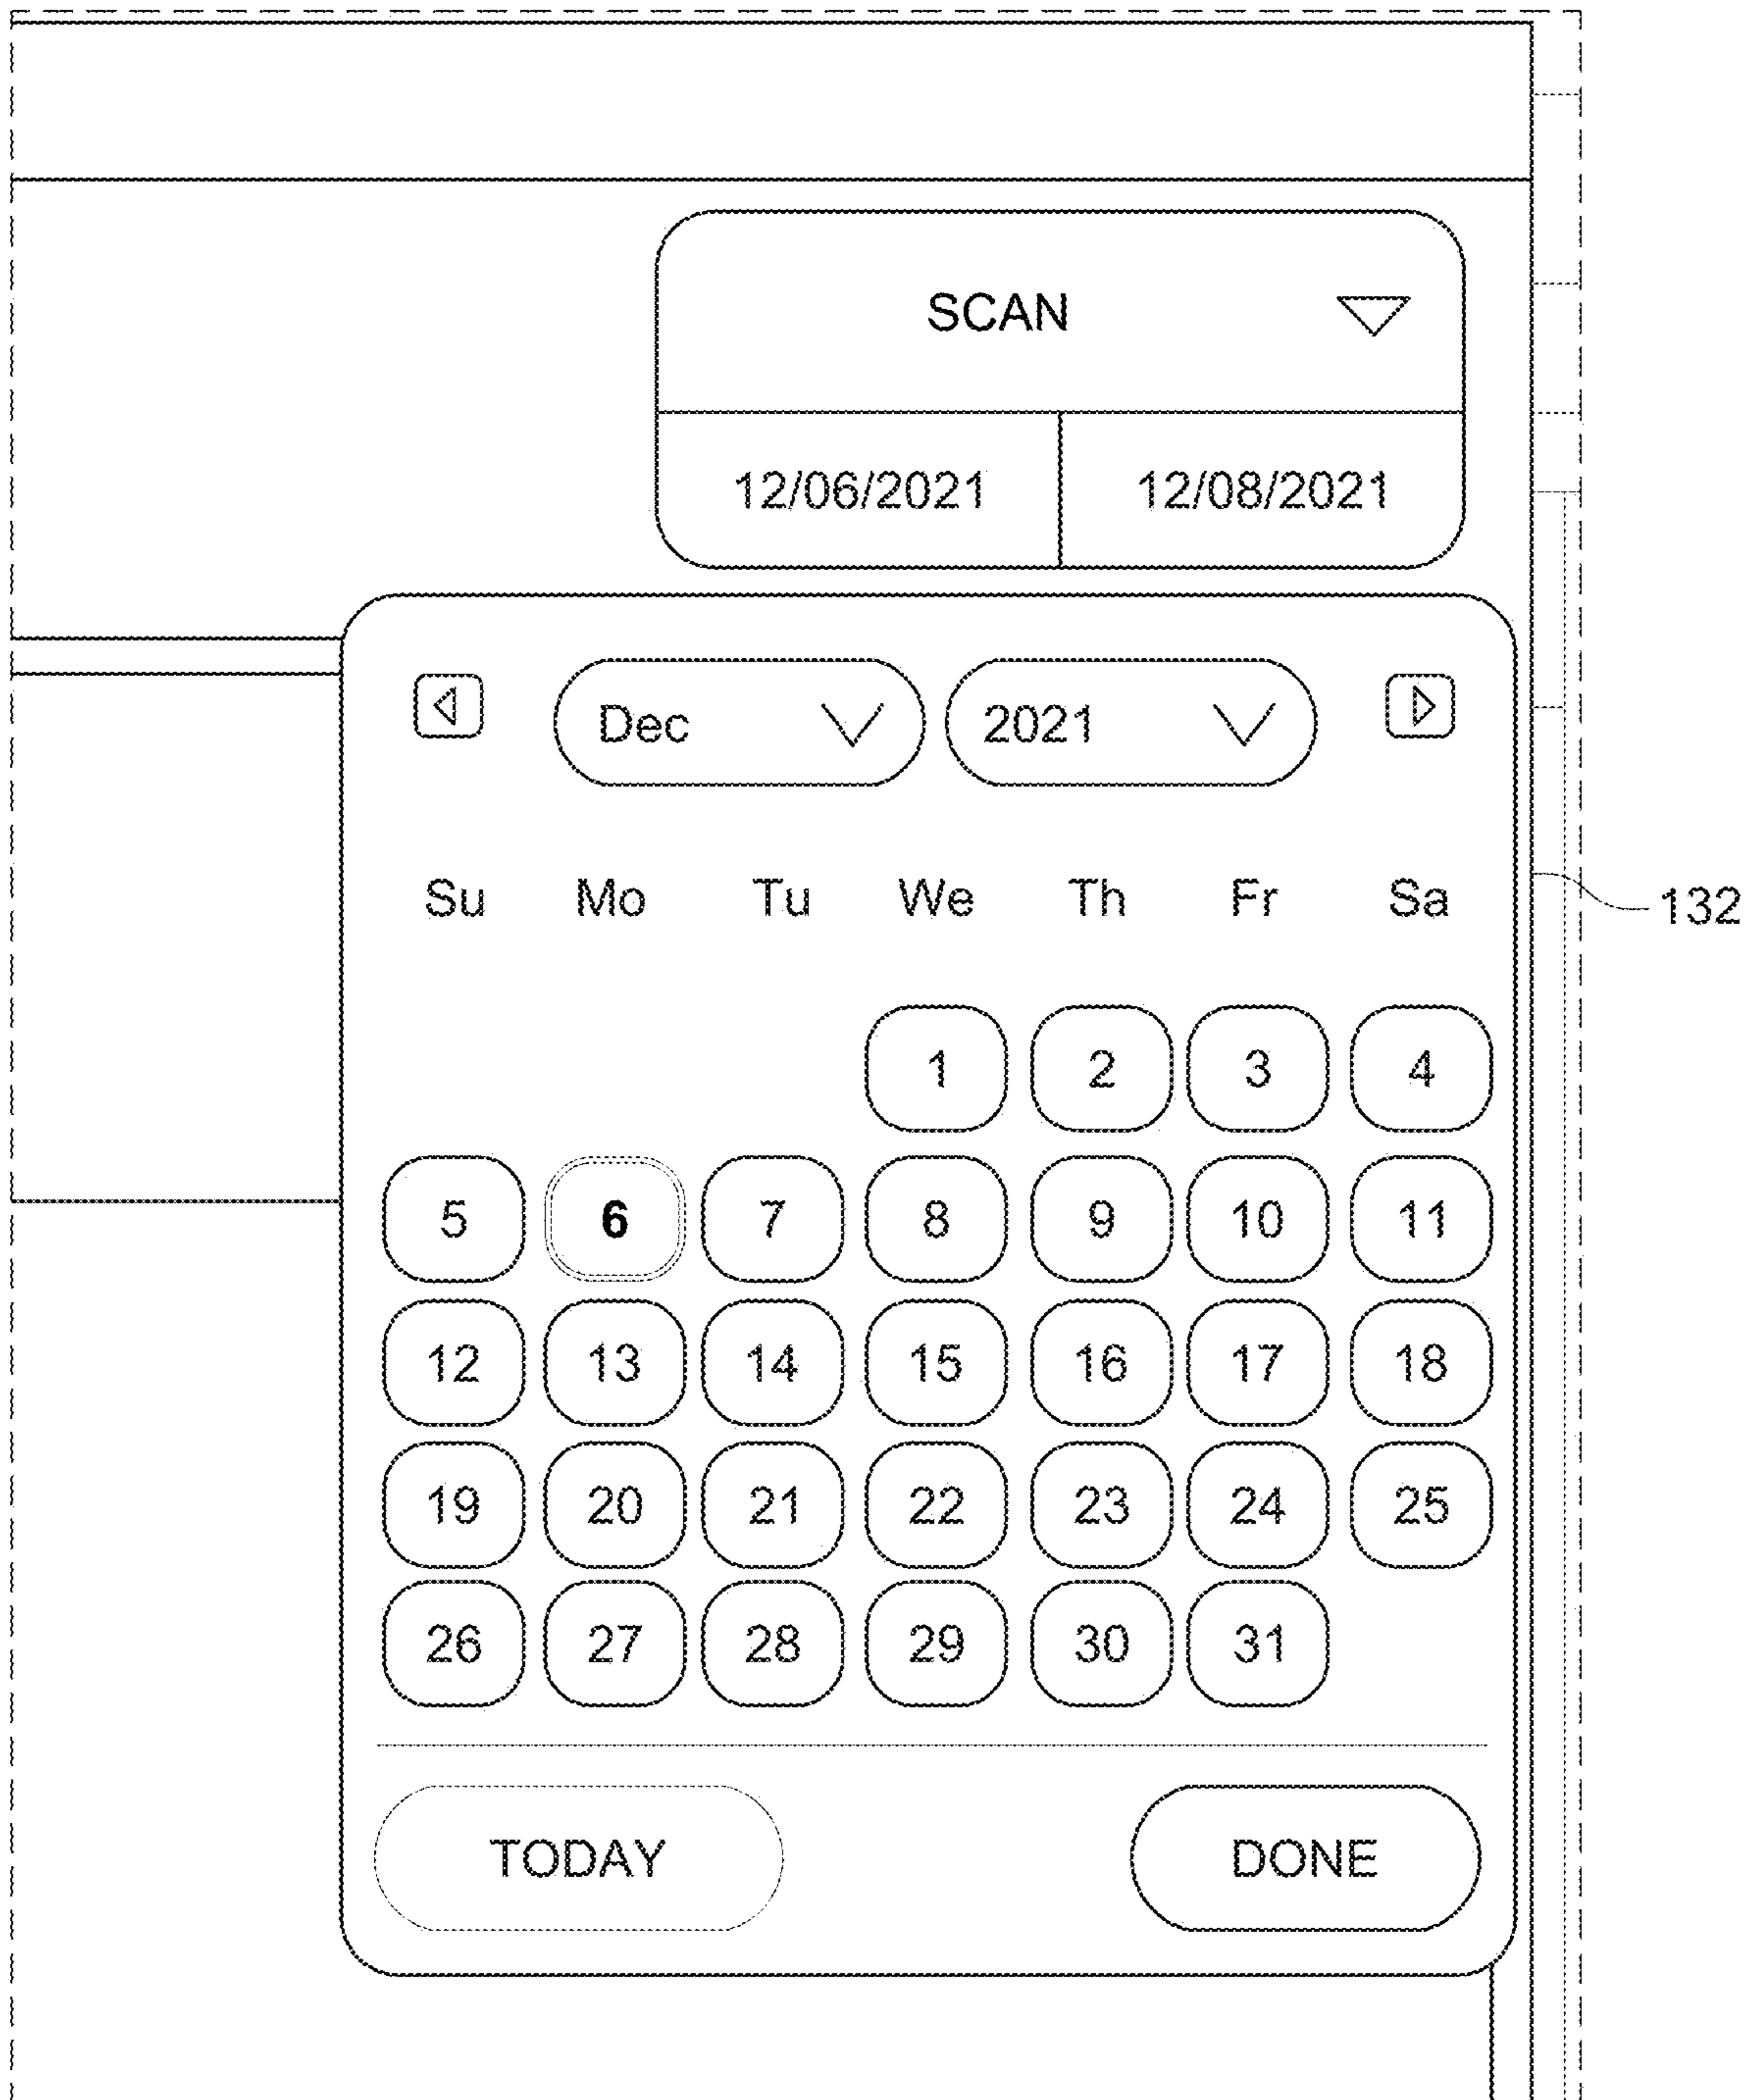 SCAN
12/06/2021 12/08/2021
Dec 2021
Su Mo Tu We Th Fr Sa
132
1 2 3 4
5 6 7 8 9 10 11
12 13 14 15 16 17 18
19 20 21 22 23 24 25
26 27 28 29 30 31
TODAY DONE